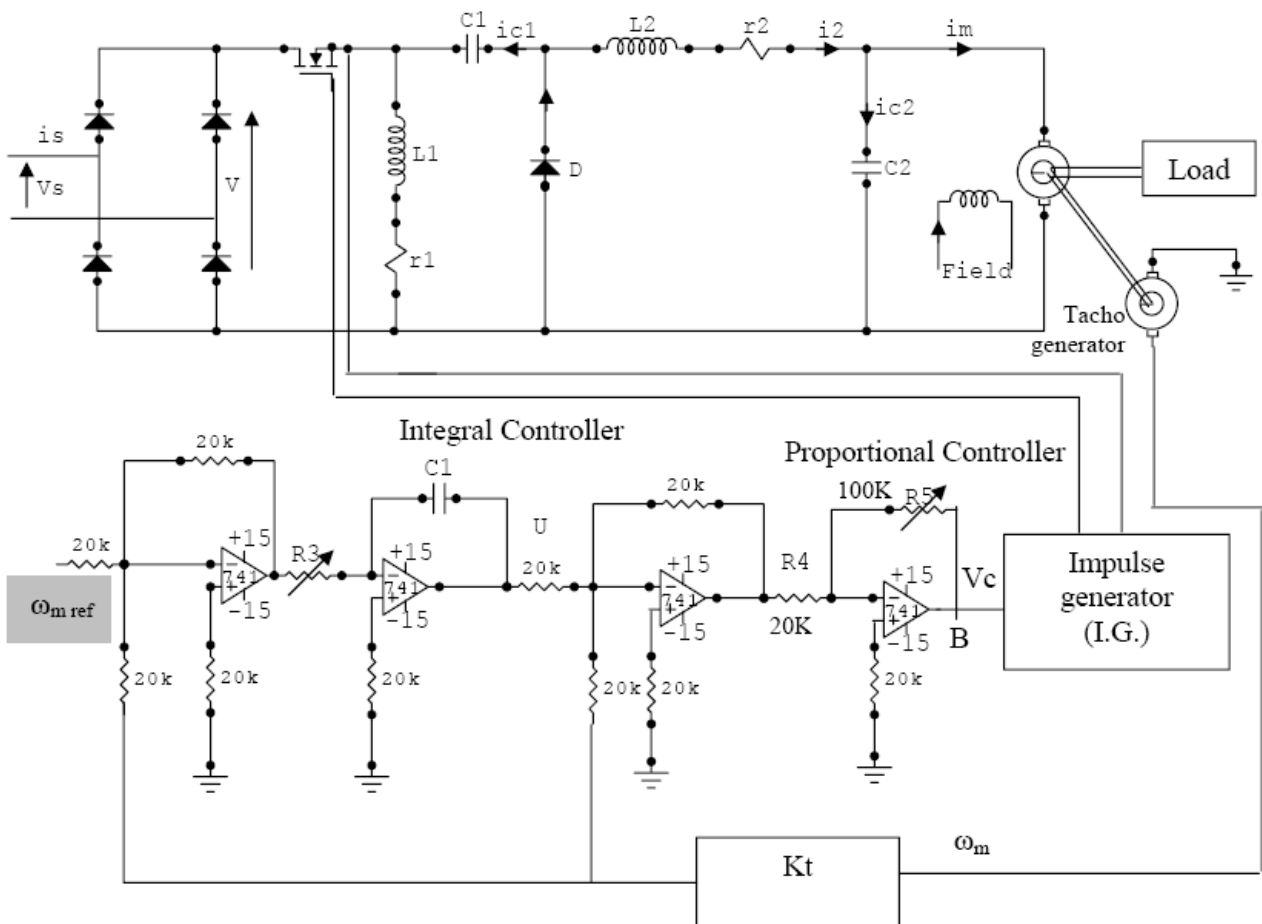 C1
ic1
L2
r2
i2
im
is
Vs
V
L1
r1
D
ic2
C2
Load
Field
Tacho
generator
Integral Controller
Proportional Controller
20k
C1
20k
100K
R5
20k
ωm ref
+15
741
-15
R3
+15
741
-15
U
20k
+15
741
-15
R4
20K
+15
741
-15
Vc
B
Impulse
generator
(I.G.)
20k
20k
20k
20k
20k
20k
Kt
ωm